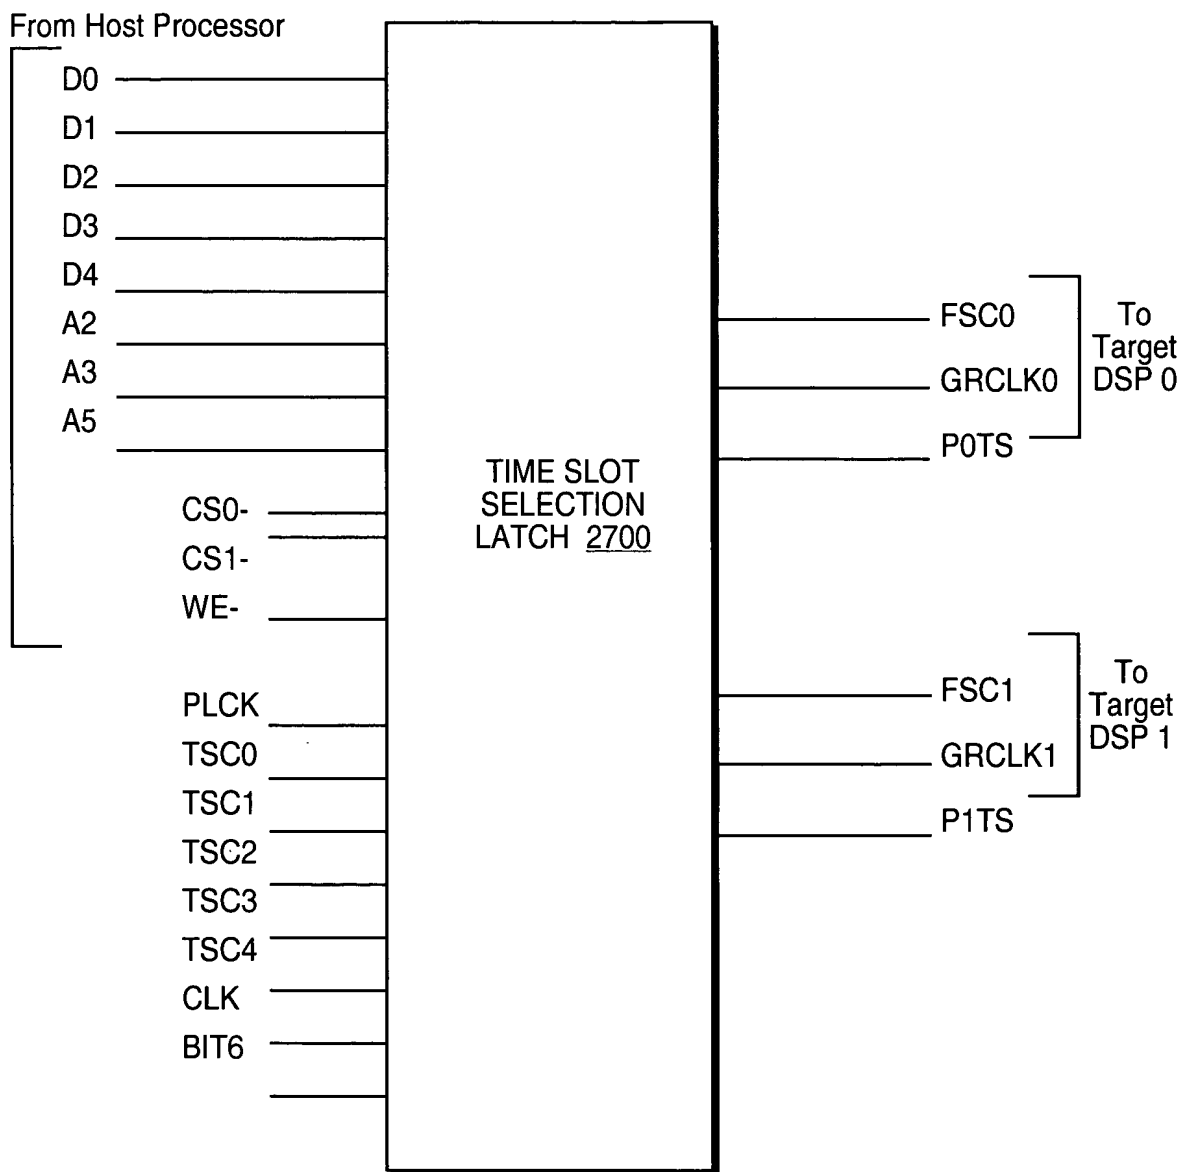 From Host Processor
D0
D1
D2
D3
D4
A2
A3
A5
CS0-
CS1-
WE-
PLCK
TSC0
TSC1
TSC2
TSC3
TSC4
CLK
BIT6
TIME SLOT
SELECTION
LATCH 2700
FSC0
GRCLK0
P0TS
To
Target
DSP 0
FSC1
GRCLK1
P1TS
To
Target
DSP 1